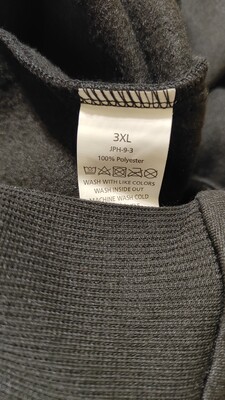 3XL
JPH-9-3
100% Polyester
WASH WITH LIKE COLORS
WASH INSIDE OUT
MACHINE WASH COLD